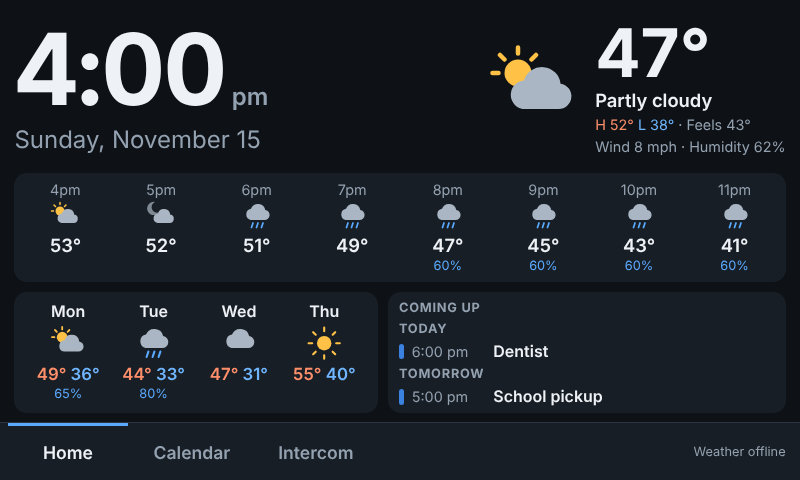 4:00 pm
Sunday, November 15
47°
Partly cloudy
H 52° L 38° · Feels 43°
Wind 8 mph · Humidity 62%
4pm 5pm 6pm 7pm 8pm 9pm 10pm 11pm
53° 52° 51° 49° 47° 45° 43° 41°
60% 60% 60% 60%
Mon Tue Wed Thu
49° 36° 44° 33° 47° 31° 55° 40°
65% 80%
COMING UP
TODAY
6:00 pm Dentist
TOMORROW
5:00 pm School pickup
Home Calendar Intercom Weather offline